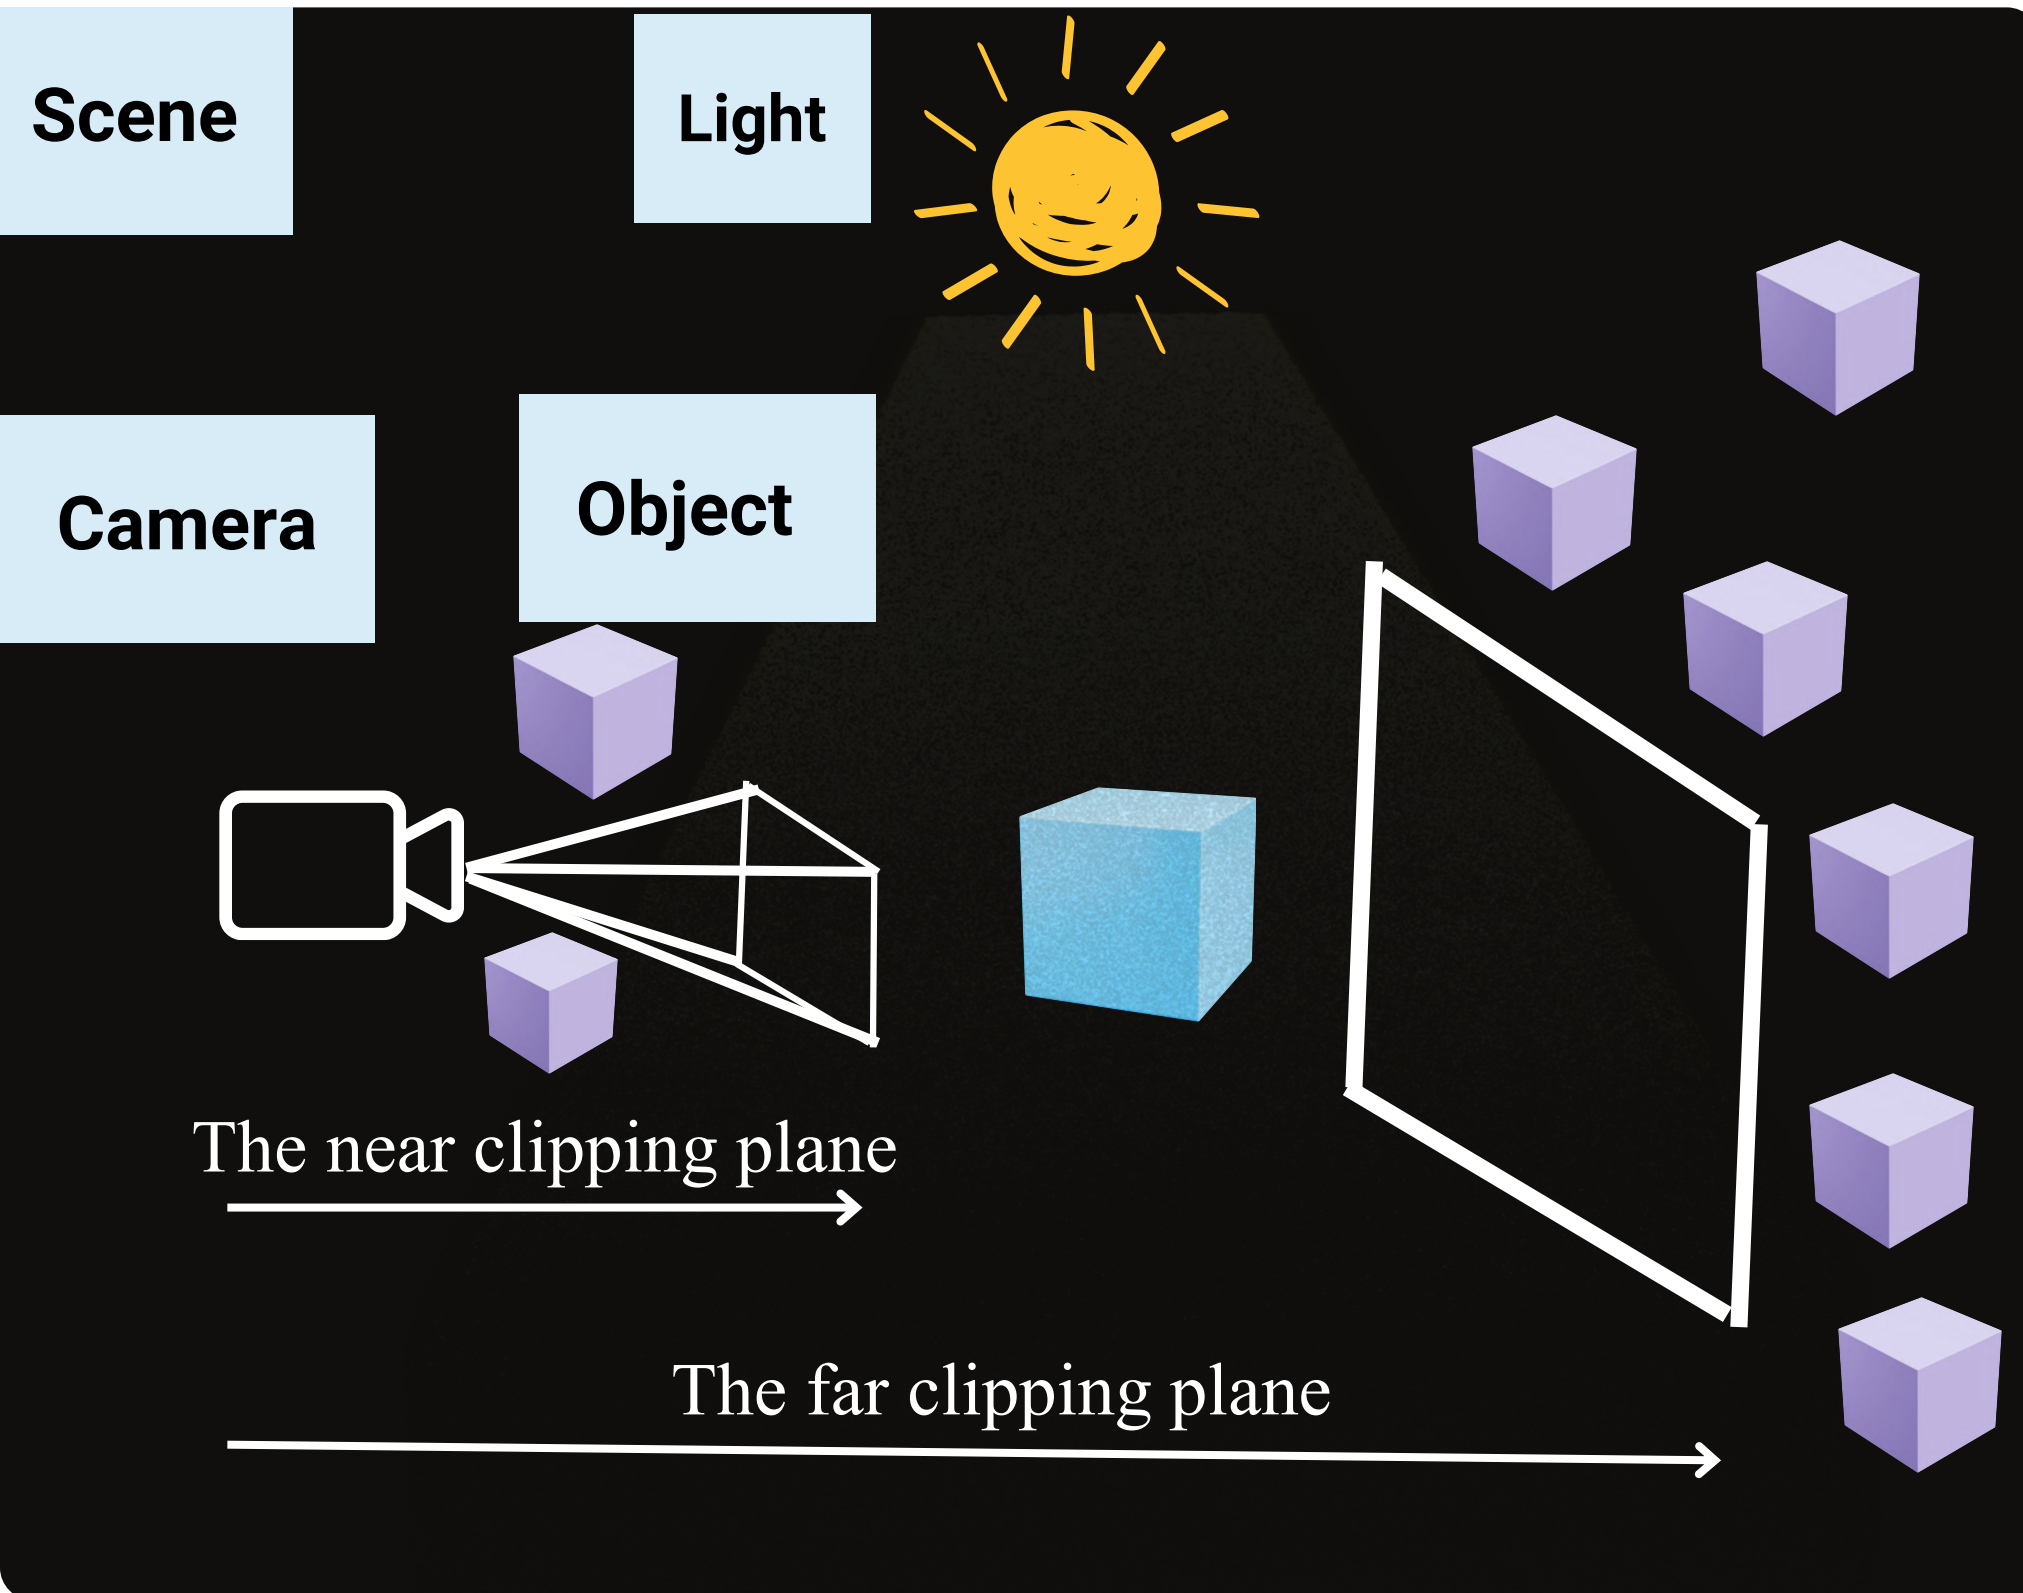 Scene
Light
Camera
Object
The near clipping plane
The far clipping plane